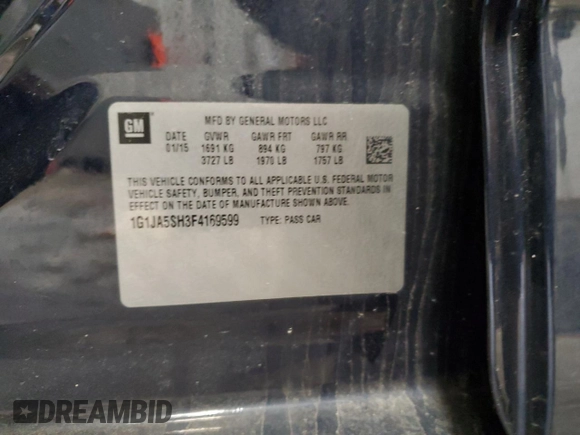 GM
MFD BY GENERAL MOTORS LLC
DATE GVWR GAWR FRT GAWR RR
01/15 1691 KG 894 KG 797 KG
3727 LB 1970 LB 1757 LB
THIS VEHICLE CONFORMS TO ALL APPLICABLE U.S. FEDERAL MOTOR
VEHICLE SAFETY, BUMPER, AND THEFT PREVENTION STANDARDS IN
EFFECT ON THE DATE OF MANUFACTURE SHOWN ABOVE.
1G1JA5SH3F4169599 TYPE: PASS CAR
DREAMBID